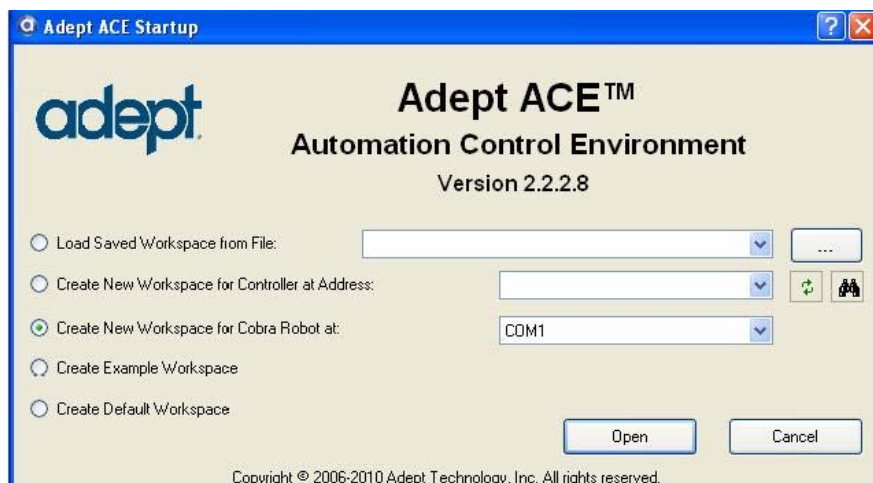 Adept ACE Startup
adept
Adept ACE™
Automation Control Environment
Version 2.2.2.8
Load Saved Workspace from File:
...
Create New Workspace for Controller at Address:
Create New Workspace for Cobra Robot at:
COM1
Create Example Workspace
Create Default Workspace
Open
Cancel
Copyright © 2006-2010 Adept Technology, Inc. All rights reserved.